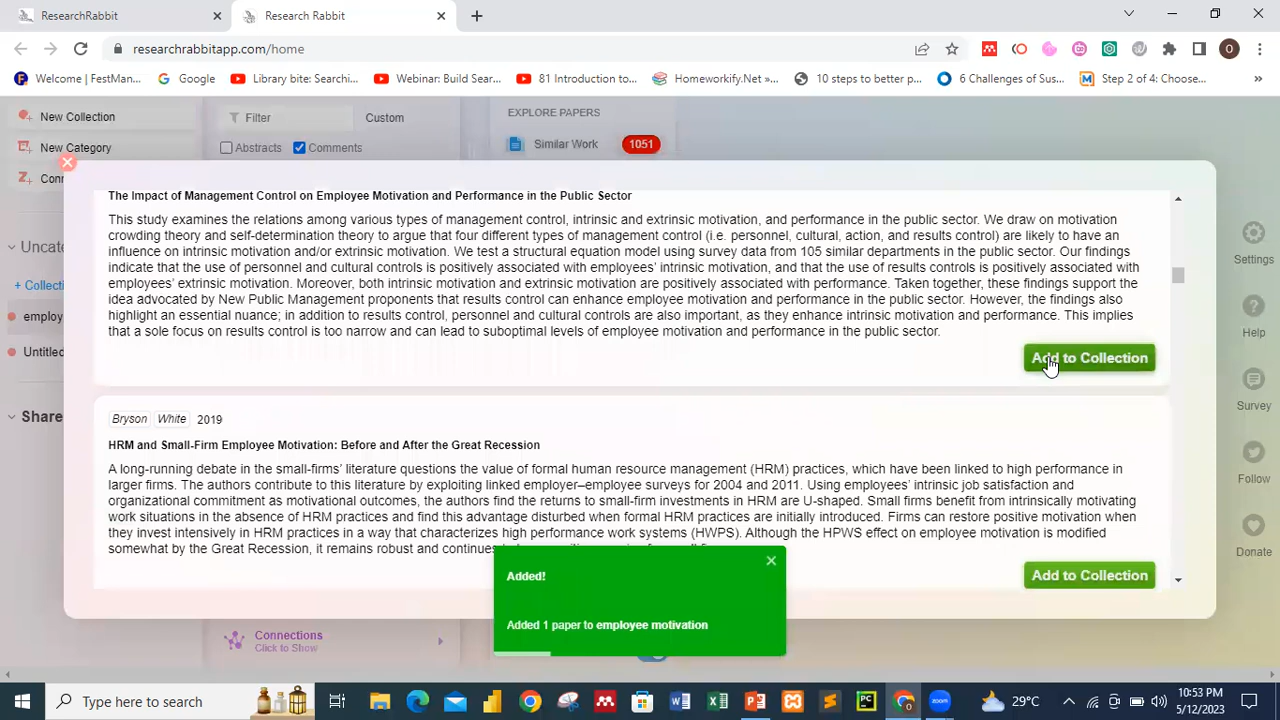 ResearchRabbit
Research Rabbit
researchrabbitapp.com/home
O
Welcome | FestMan...
Google
Library bite: Searchi...
Webinar: Build Sear...
81 Introduction to...
Homeworkify.Net »...
10 steps to better p...
6 Challenges of Sus...
Step 2 of 4: Choose...
New Collection
New Category
Con
Filter
Custom
Abstracts
Comments
EXPLORE PAPERS
Similar Work
1051
Uncat
+ Collecti
employ
Untitled
Share
The Impact of Management Control on Employee Motivation and Performance in the Public Sector
This study examines the relations among various types of management control, intrinsic and extrinsic motivation, and performance in the public sector. We draw on motivation
crowding theory and self-determination theory to argue that four different types of management control (i.e. personnel, cultural, action, and results control) are likely to have an
influence on intrinsic motivation and/or extrinsic motivation. We test a structural equation model using survey data from 105 similar departments in the public sector. Our findings
indicate that the use of personnel and cultural controls is positively associated with employees' intrinsic motivation, and that the use of results controls is positively associated with
employees' extrinsic motivation. Moreover, both intrinsic motivation and extrinsic motivation are positively associated with performance. Taken together, these findings support the
idea advocated by New Public Management proponents that results control can enhance employee motivation and performance in the public sector. However, the findings also
highlight an essential nuance; in addition to results control, personnel and cultural controls are also important, as they enhance intrinsic motivation and performance. This implies
that a sole focus on results control is too narrow and can lead to suboptimal levels of employee motivation and performance in the public sector.
Add to Collection
Bryson White 2019
HRM and Small-Firm Employee Motivation: Before and After the Great Recession
A long-running debate in the small-firms' literature questions the value of formal human resource management (HRM) practices, which have been linked to high performance in
larger firms. The authors contribute to this literature by exploiting linked employer–employee surveys for 2004 and 2011. Using employees' intrinsic job satisfaction and
organizational commitment as motivational outcomes, the authors find the returns to small-firm investments in HRM are U-shaped. Small firms benefit from intrinsically motivating
work situations in the absence of HRM practices and find this advantage disturbed when formal HRM practices are initially introduced. Firms can restore positive motivation when
they invest intensively in HRM practices in a way that characterizes high performance work systems (HWPS). Although the HPWS effect on employee motivation is modified
somewhat by the Great Recession, it remains robust and continues
Add to Collection
Added!
Added 1 paper to employee motivation
Settings
Help
Survey
Follow
Donate
Connections
Click to Show
Type here to search
PC
zoom
29°C
10:53 PM
5/12/2023